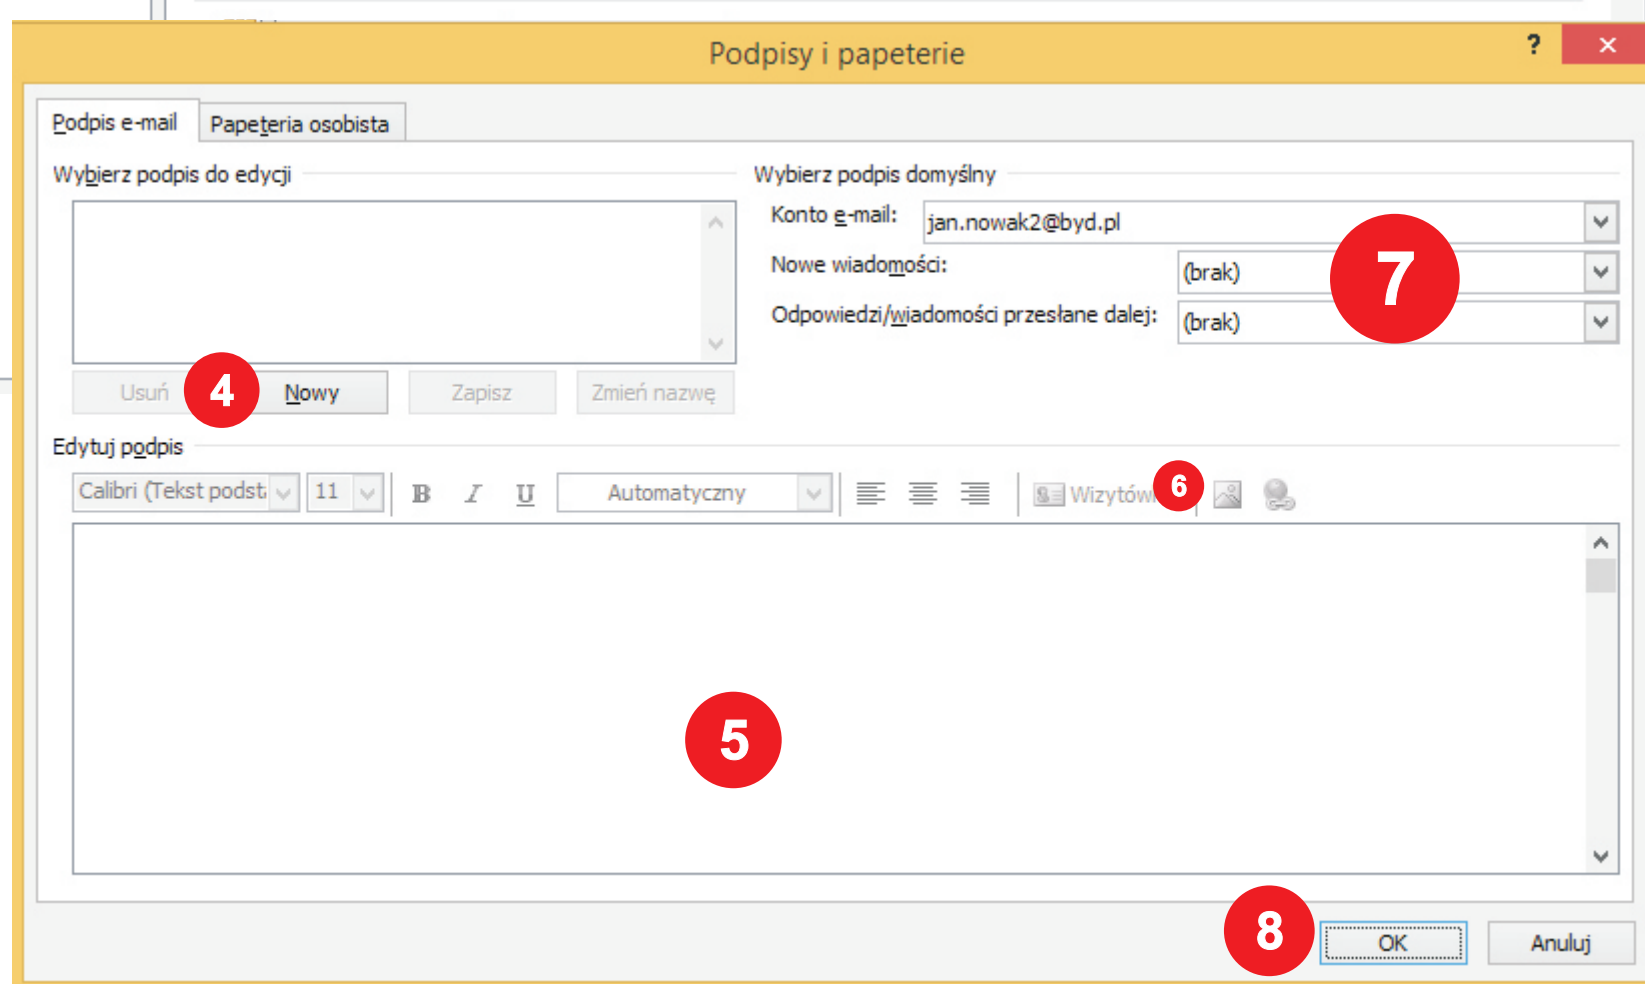 Podpisy i papeterie ?
Podpis e-mail Papeteria osobista
Wybierz podpis do edycji
Usuń 4 Nowy Zapisz Zmień nazwę
Wybierz podpis domyślny
Konto e-mail: jan.nowak2@byd.pl
Nowe wiadomości: (brak)
Odpowiedzi/wiadomości przesłane dalej: (brak)
7
Edytuj podpis
Calibri (Tekst podst 11 B I U Automatyczny Wizytów 6
5
8 OK Anuluj